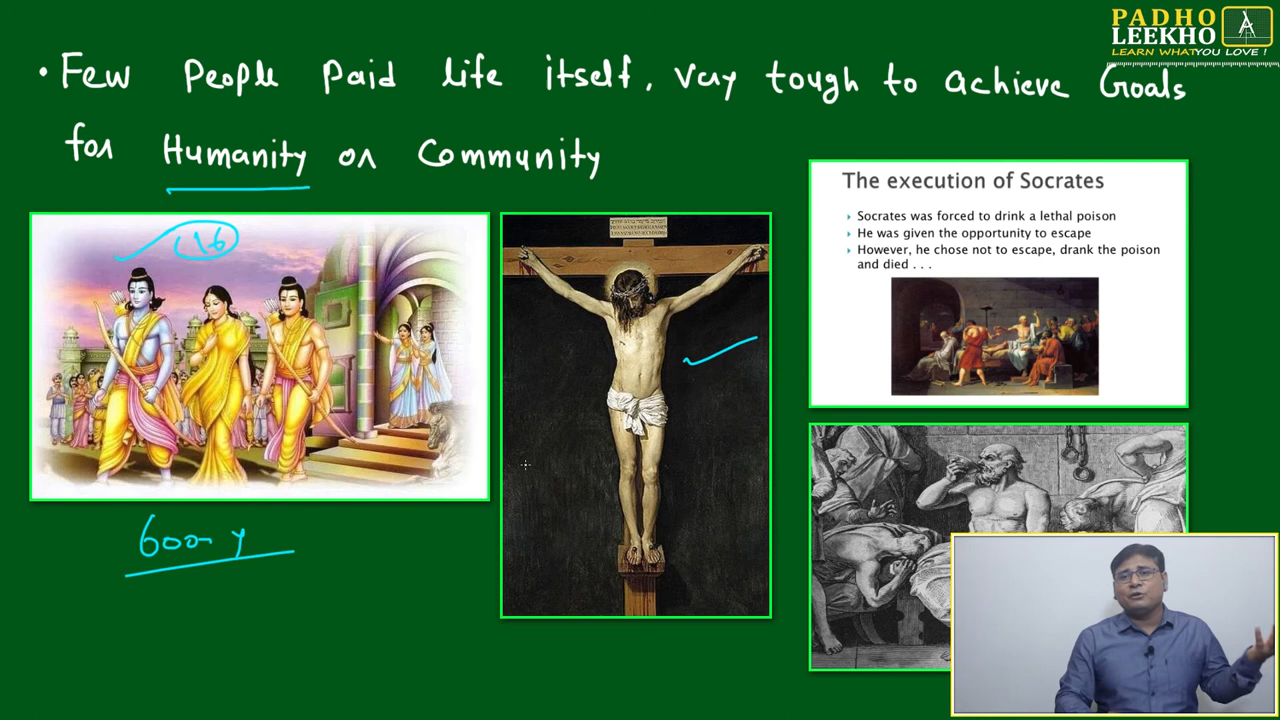 PADHO
LEEKHO
LEARN WHAT YOU LOVE !
• Few People Paid life itself, Very tough to achieve Goals
for Humanity or Community
(16)
The execution of Socrates
Socrates was forced to drink a lethal poison
He was given the opportunity to escape
However, he chose not to escape, drank the poison
and died . . .
600 y